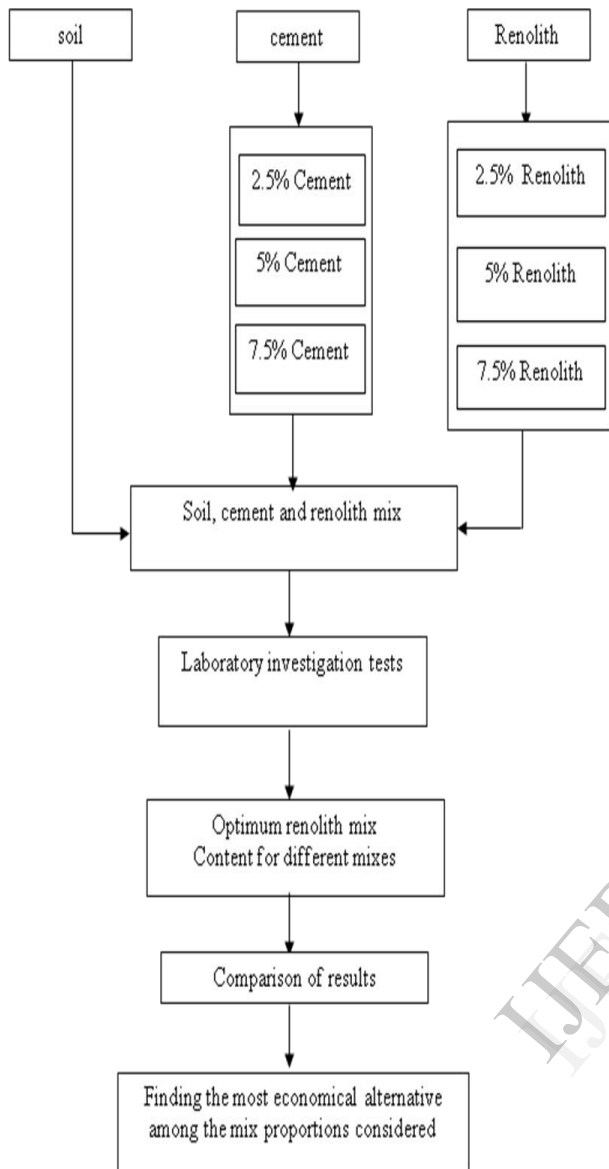 soil
cement
Renolith
2.5% Cement
5% Cement
7.5% Cement
2.5% Renolith
5% Renolith
7.5% Renolith
Soil, cement and renolith mix
Laboratory investigation tests
Optimum renolith mix
Content for different mixes
Comparison of results
Finding the most economical alternative
among the mix proportions considered